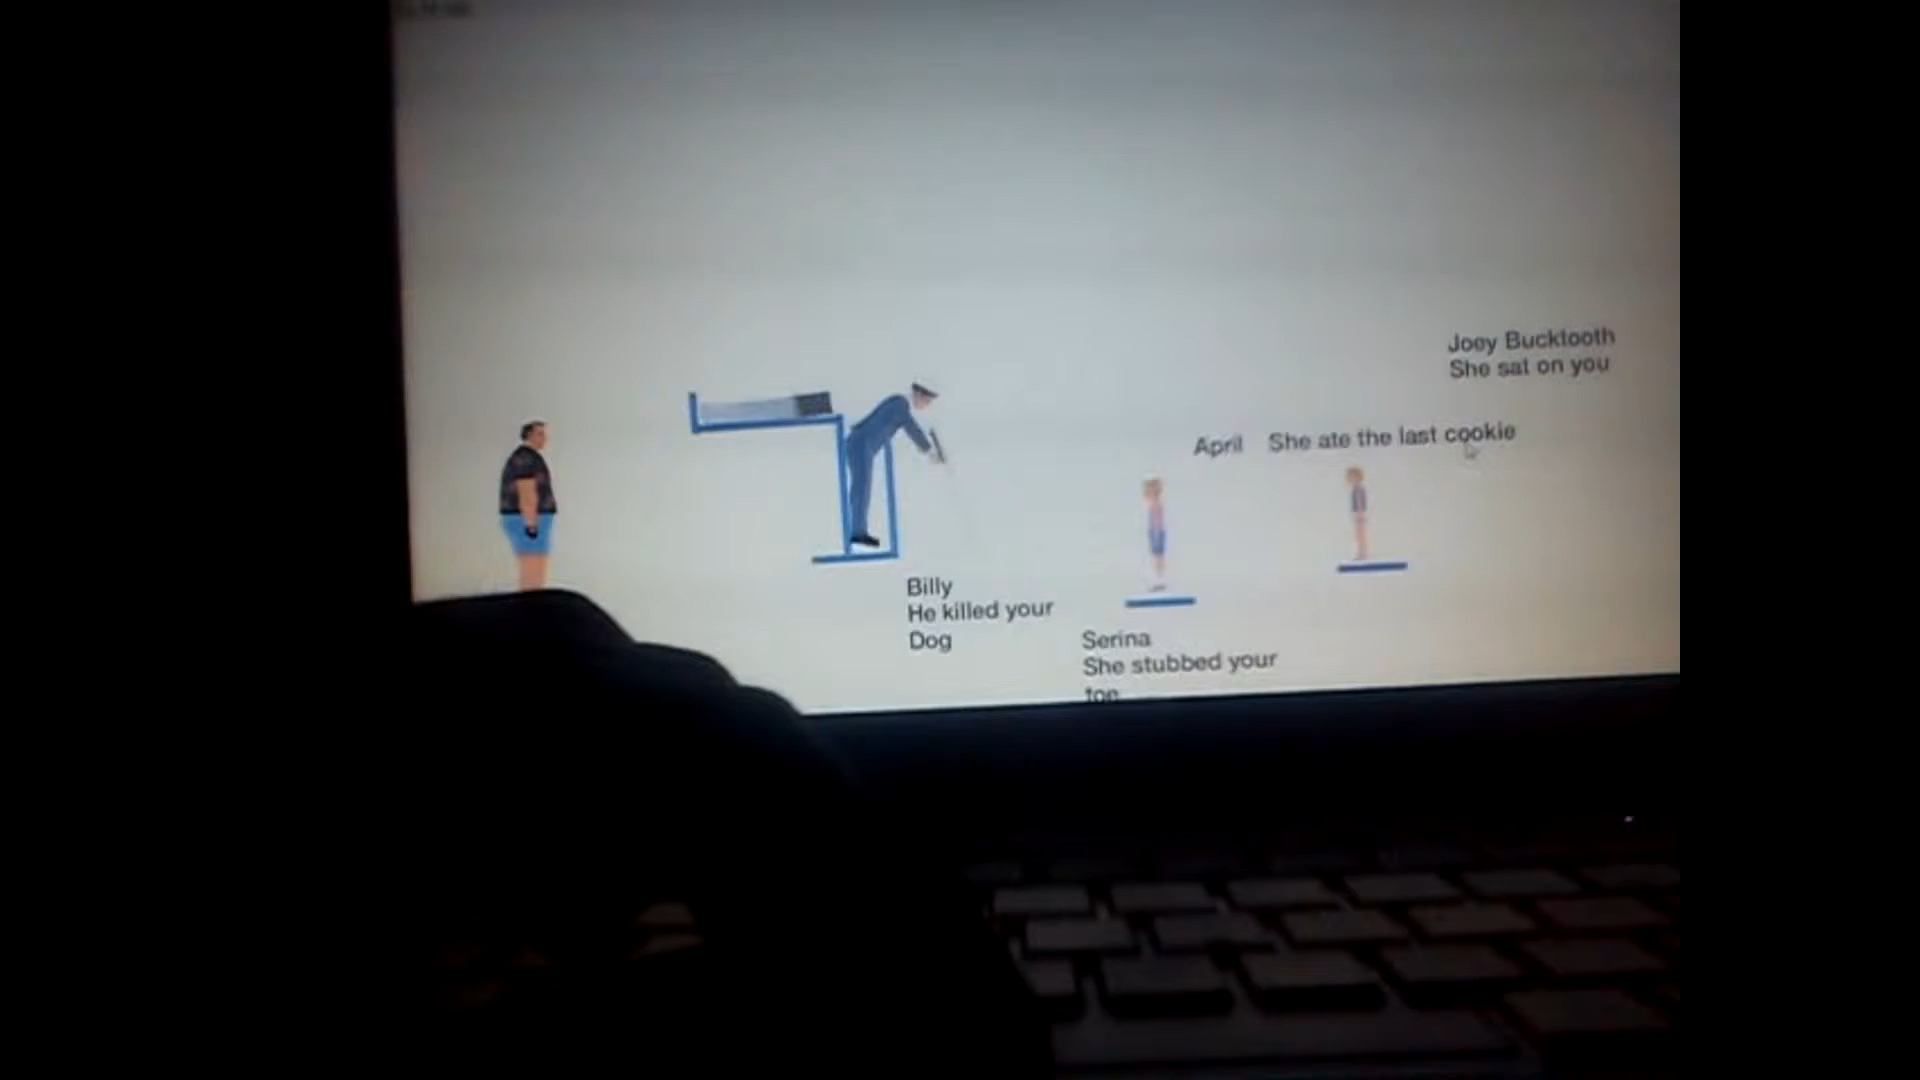 Joey Bucktooth
She sat on you
April She ate the last cookie
Billy
He killed your
Dog
Serina
She stubbed your
toe